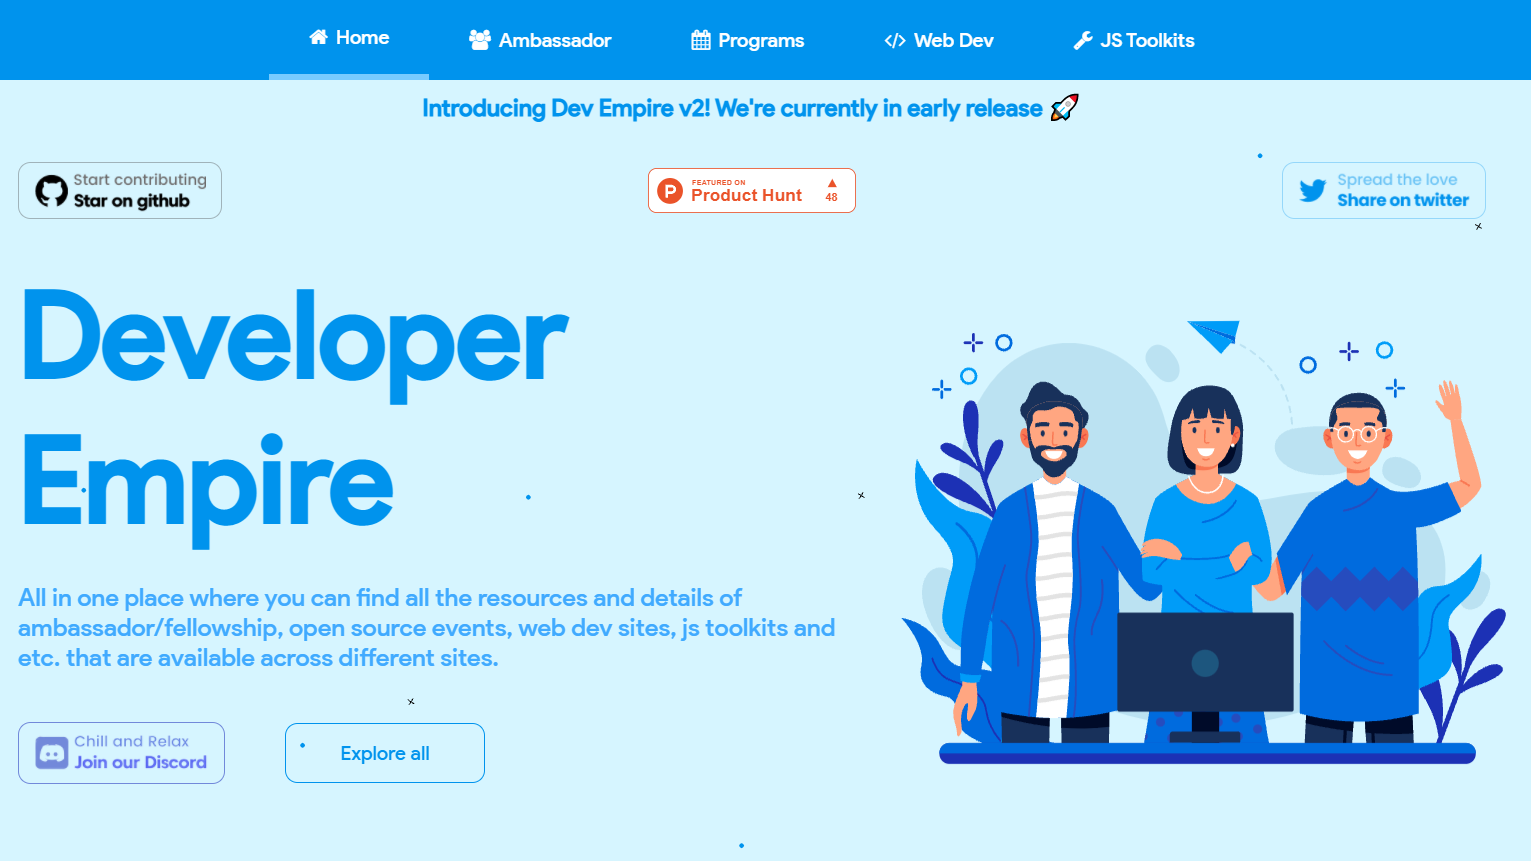 Home
Ambassador
Programs
Web Dev
JS Toolkits
Introducing Dev Empire v2! We're currently in early release 🚀
Start contributing
Star on github
FEATURED ON
Product Hunt
▲
48
Spread the love
Share on twitter
Developer
Empire
All in one place where you can find all the resources and details of
ambassador/fellowship, open source events, web dev sites, js toolkits and
etc. that are available across different sites.
Chill and Relax
Join our Discord
Explore all